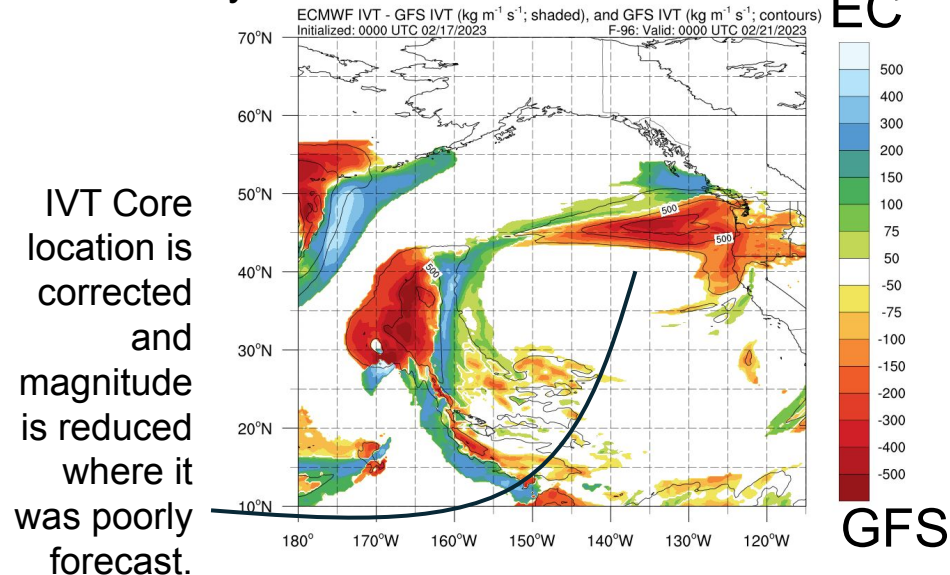 y
EC
ECMWF IVT - GFS IVT (kg m⁻¹ s⁻¹; shaded), and GFS IVT (kg m⁻¹ s⁻¹; contours)
Initialized: 0000 UTC 02/17/2023 F-96: Valid: 0000 UTC 02/21/2023
70°N
60°N
50°N
40°N
30°N
20°N
10°N
180°
170°W
160°W
150°W
140°W
130°W
120°W
500
500
500
500
400
300
200
150
100
75
50
-50
-75
-100
-150
-200
-300
-400
-500
GFS
IVT Core
location is
corrected
and
magnitude
is reduced
where it
was poorly
forecast.